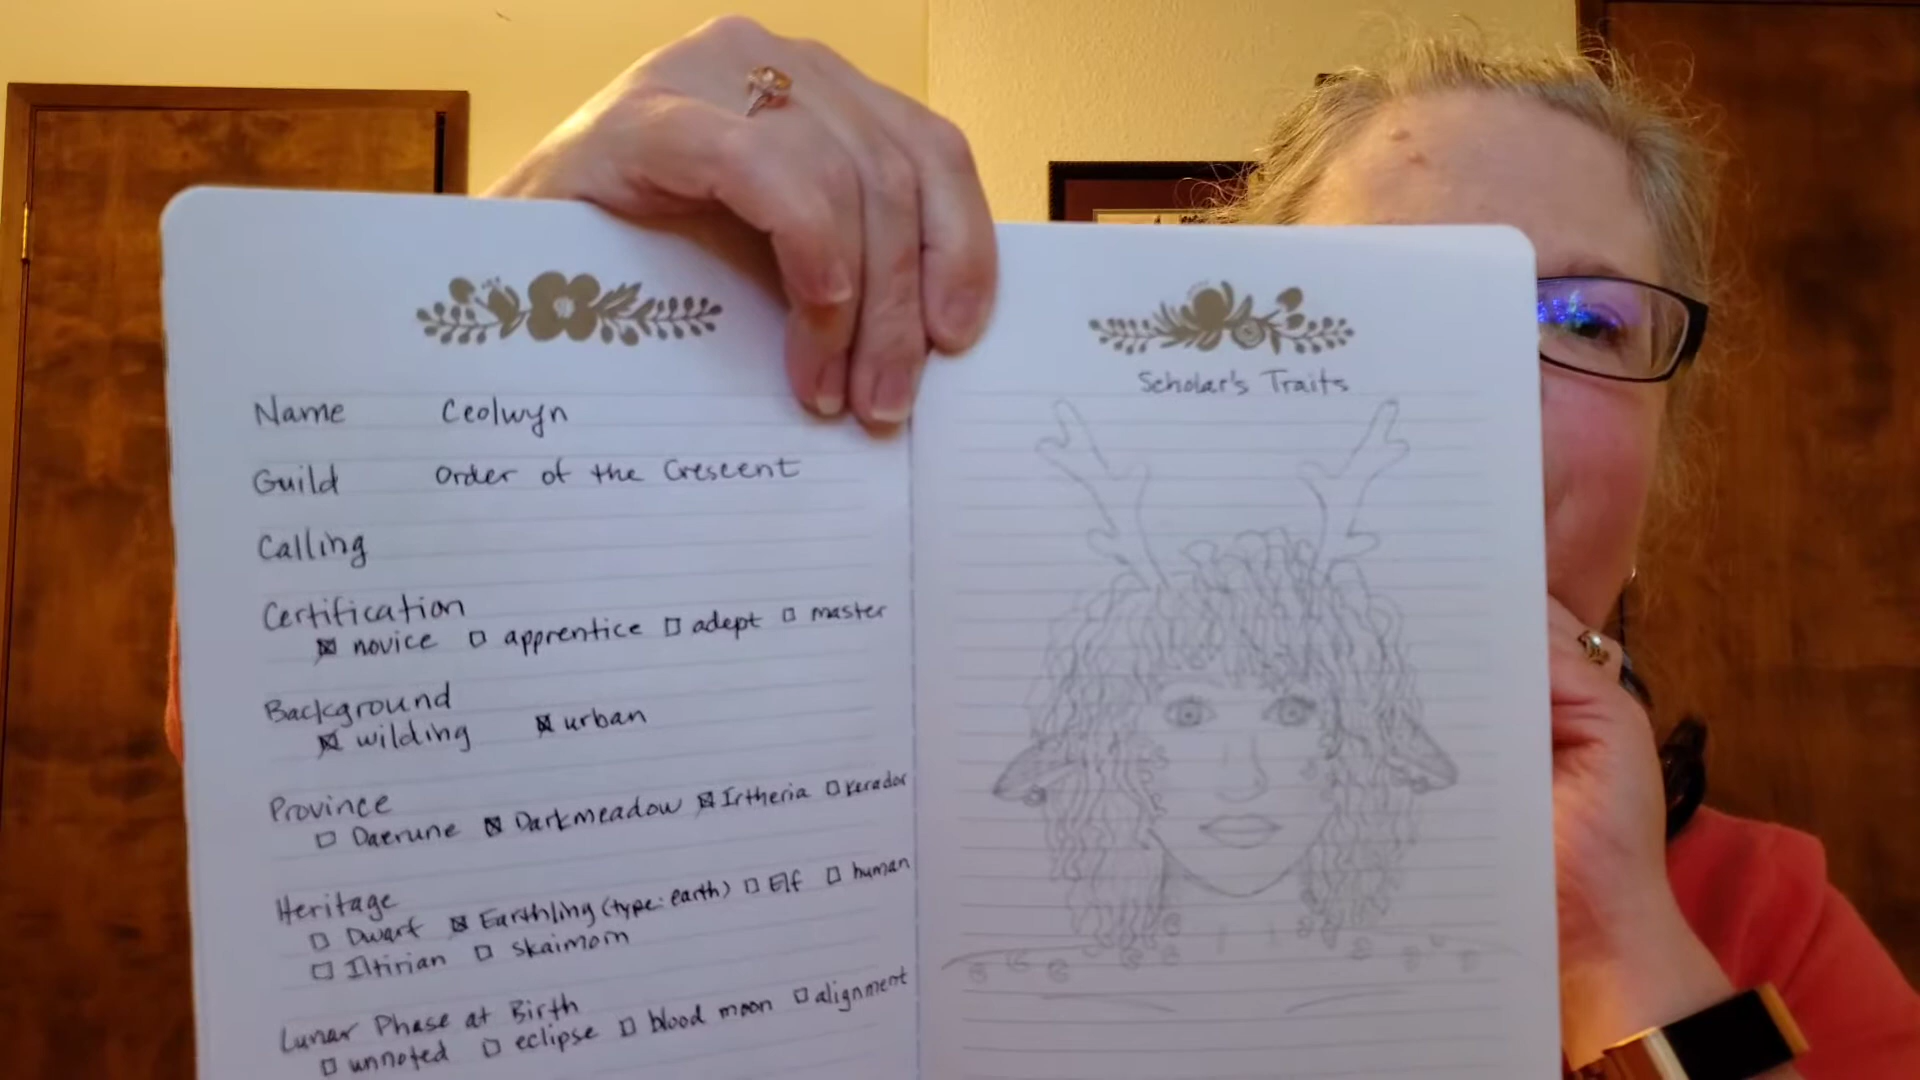 Name Ceolwyn
Guild Order of the Crescent
Calling
Certification
☒ novice ☐ apprentice ☐ adept ☐ master
Background
☒ wilding ☒ urban
Province
☐ Daerune ☒ Darkmeadow ☒ Irtheria ☐ Kerador
Heritage
☐ Dwarf ☒ Earthling (type: earth) ☐ Elf ☐ human
☐ Iltirian ☐ Skaimorn
Lunar Phase at Birth
☐ unnoted ☐ eclipse ☐ blood moon ☐ alignment
Scholar's Traits